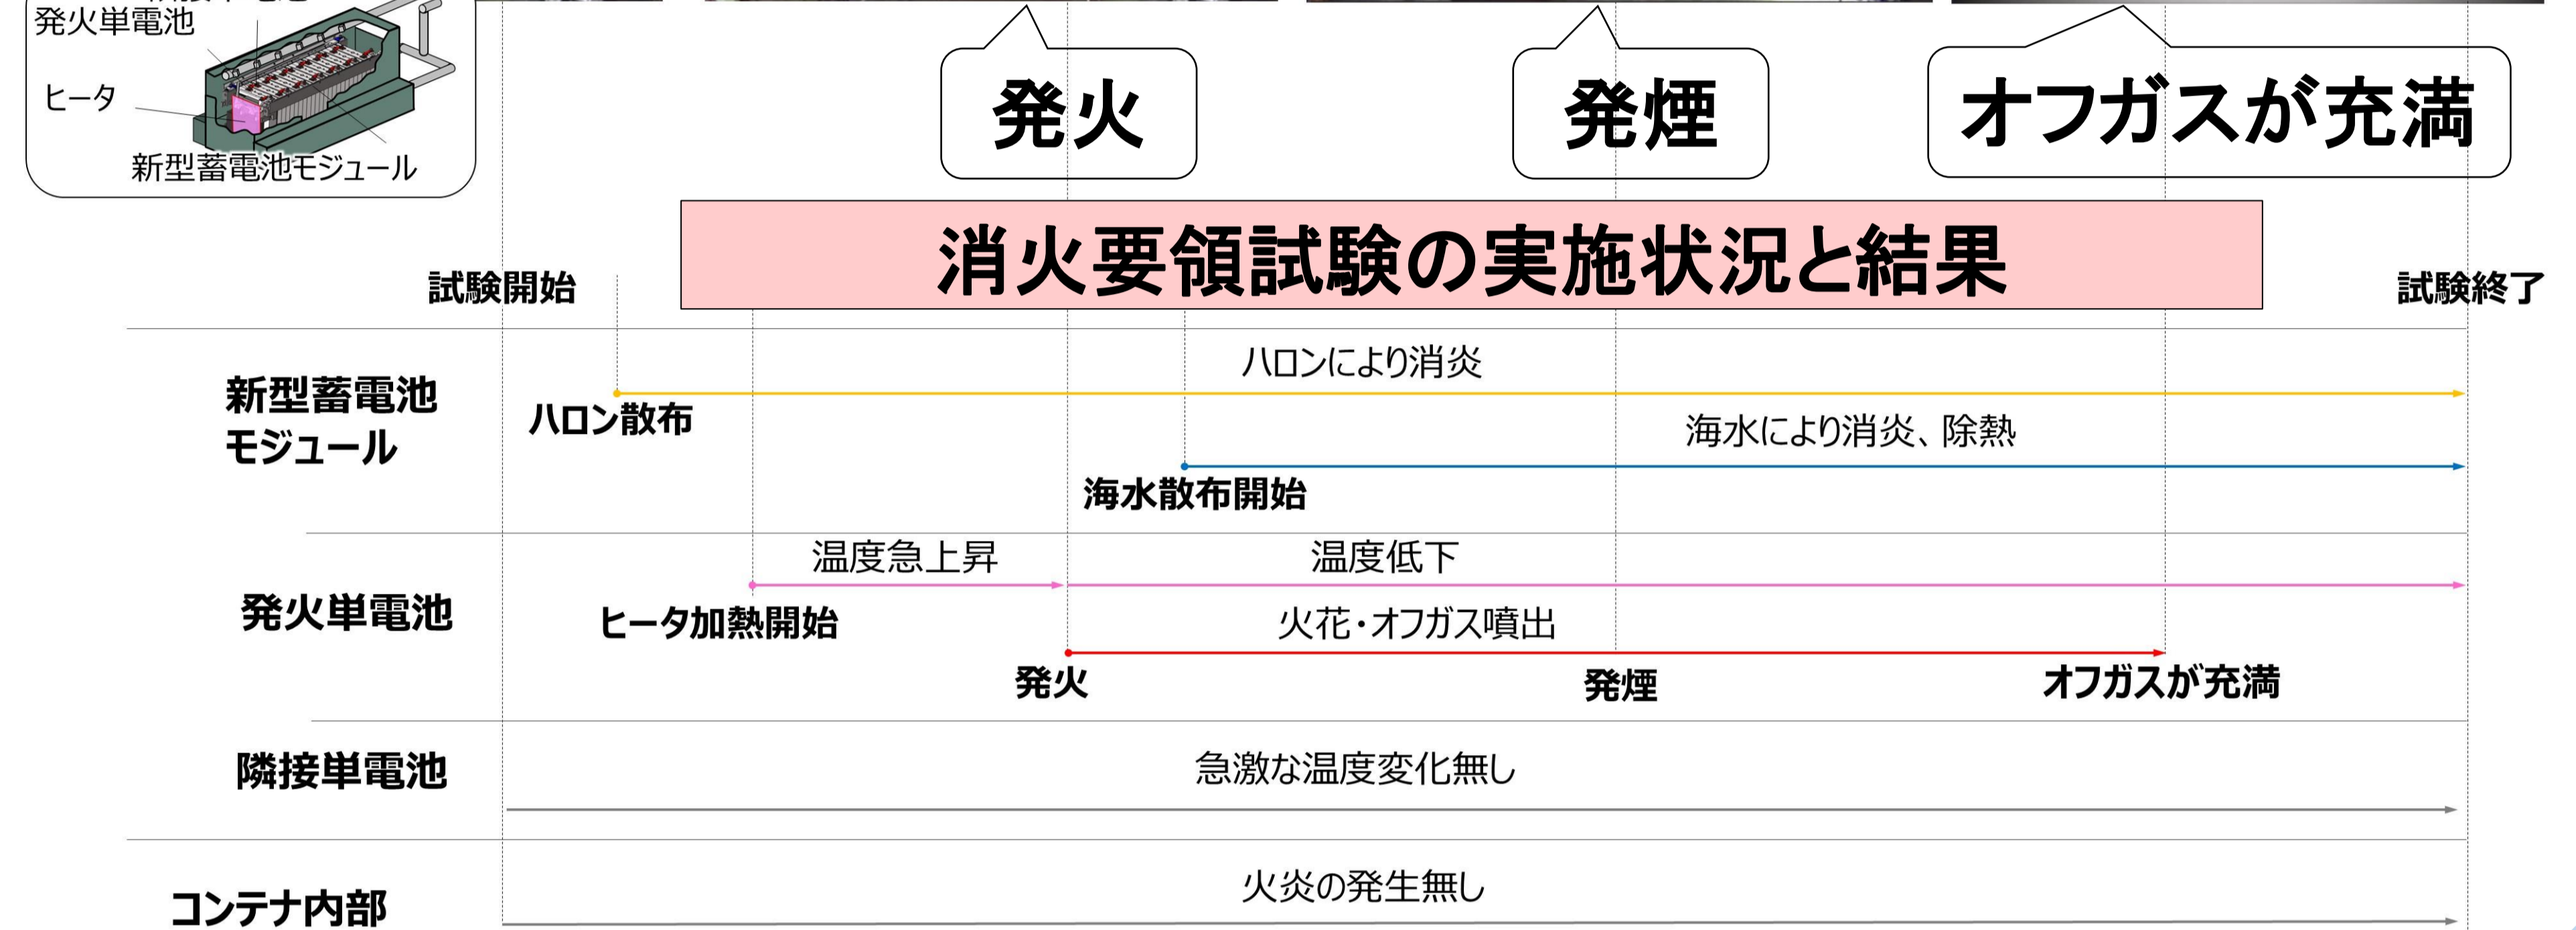 発火単電池
ヒータ
新型蓄電池モジュール
発火
発煙
オフガスが充満
消火要領試験の実施状況と結果
試験開始
試験終了
新型蓄電池
モジュール
ハロンにより消炎
ハロン散布
海水により消炎、除熱
海水散布開始
発火単電池
温度急上昇
温度低下
ヒータ加熱開始
火花・オフガス噴出
発火
発煙
オフガスが充満
隣接単電池
急激な温度変化無し
コンテナ内部
火炎の発生無し